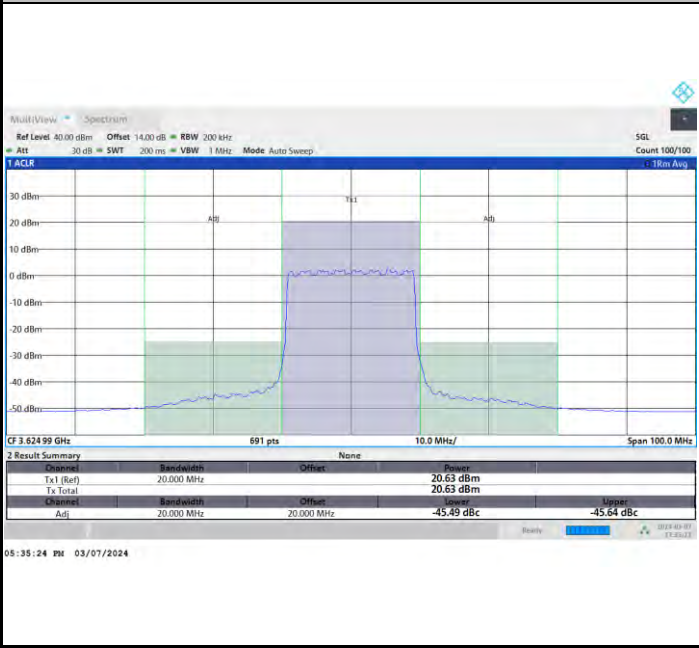 MultiView Spectrum
Ref Level 40.00 dBm Offset 14.00 dB RBW 200 kHz SGL
Att 30 dB SWT 200 ms VBW 1 MHz Mode Auto Sweep Count 100/100
1 ACLR 1Rm Avg
Tx1
30 dBm
Adj Adj
20 dBm
10 dBm
0 dBm
-10 dBm
-20 dBm
-30 dBm
-40 dBm
-50 dBm
CF 3.624 99 GHz 691 pts 10.0 MHz/ Span 100.0 MHz
2 Result Summary None
Channel Bandwidth Offset Power
Tx1 (Ref) 20.000 MHz 20.63 dBm
Tx Total 20.63 dBm
Channel Bandwidth Offset Lower Upper
Adj 20.000 MHz 20.000 MHz -45.49 dBc -45.64 dBc
Ready
05:35:24 PM 03/07/2024